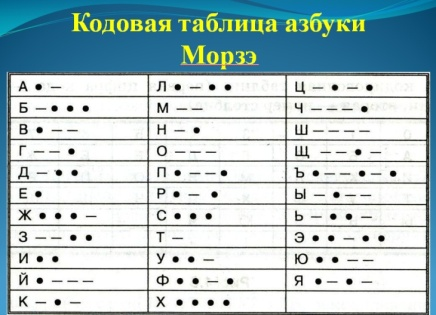 Кодовая таблица азбуки
Морзэ
А ● – Л ● – ● ● Ц – ● – ●
Б – ● ● ● М – – Ч – – – ●
В ● – – Н – ● Ш – – – –
Г – – ● О – – – Щ – – ● –
Д – ● ● П ● – – ● Ъ ● – – ● – ●
Е ● Р ● – ● Ы – ● – –
Ж ● ● ● – С ● ● ● Ь – ● ● –
З – – ● ● Т – Э ● ● – ● ●
И ● ● У ● ● – Ю ● ● – –
Й ● – – – Ф ● ● – ● Я ● – ● –
К – ● – Х ● ● ● ●